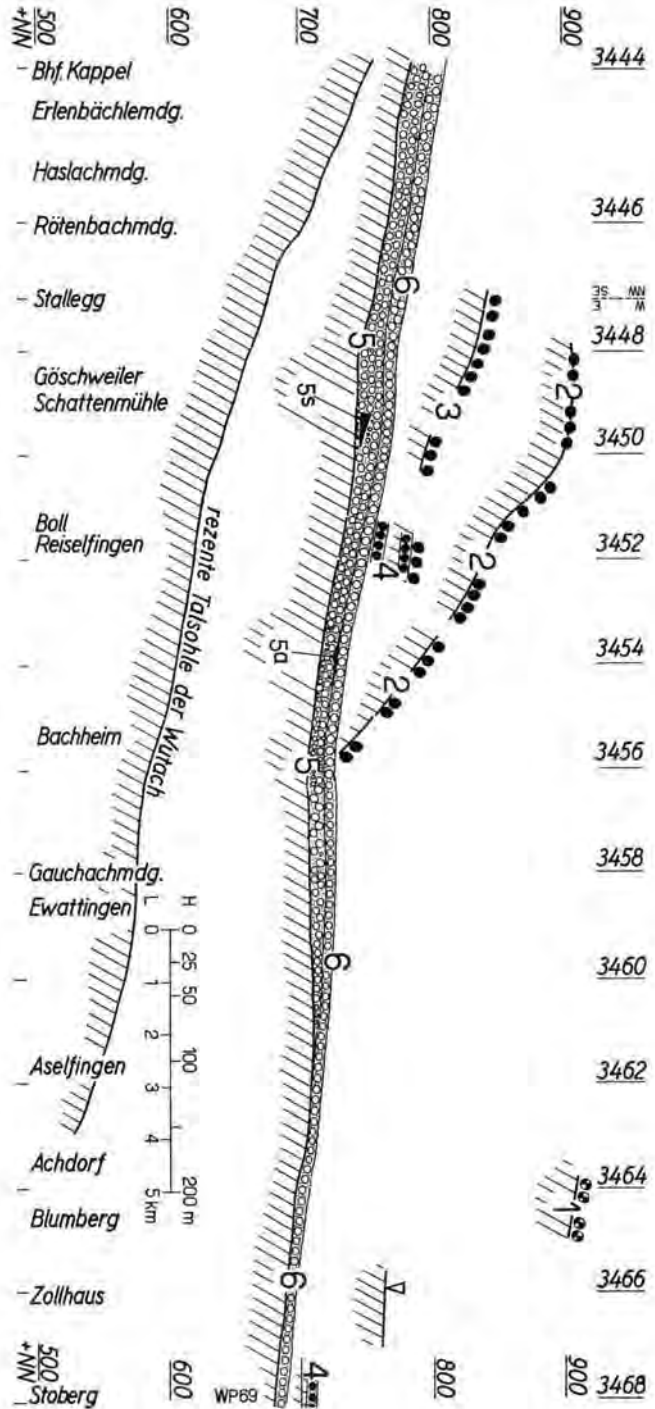 +NN
500
600
700
800
900
3444
Bhf. Kappel
Erlenbächlemdg.
Haslachmdg.
Rötenbachmdg.
3446
6
Stallegg
W E
NW SE
5
3448
5s
3
2
Göschweiler
Schattenmühle
3450
Boll
Reiselfingen
rezente Talsohle der Wutach
4
2
3452
5a
3454
2
Bachheim
5
3456
Gauchachmdg.
3458
Ewattingen
L H
0 0
25
1 50
2 100
3
4
5 km 200 m
6
3460
Aselfingen
3462
Achdorf
3464
1
Blumberg
6
3466
Zollhaus
4
+NN
500
600
800
900
3468
Stoberg
WP69